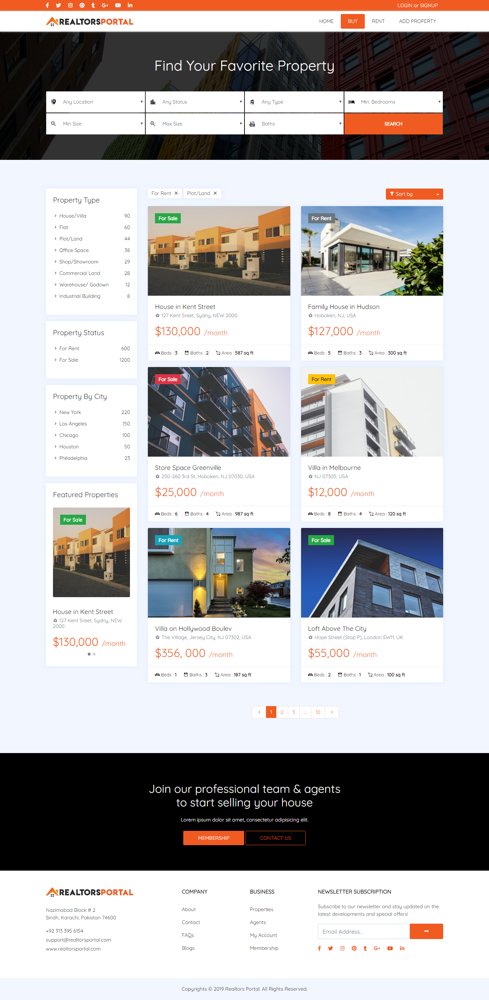 LOGIN or SIGNUP
REALTORSPORTAL
HOME
BUY
RENT
ADD PROPERTY
Find Your Favorite Property
Any Location
Any Status
Any Type
Min. Bedrooms
Min Size
Max Size
Baths
SEARCH
Property Type
House/Villa 90
Flat 60
Plot/Land 44
Office Space 38
Shop/Showroom 29
Commercial Land 28
Warehouse/ Godown 12
Industrial Building 8
Property Status
For Rent 600
For Sale 1200
Property By City
New York 220
Los Angeles 150
Chicago 100
Houston 50
Philadelphia 23
Featured Properties
For Sale
House in Kent Street
127 Kent Sreet, Sydny, NEW
2000
$130,000 /month
For Rent ×
Plot/Land ×
Sort by
For Sale
House in Kent Street
127 Kent Sreet, Sydny, NEW 2000
$130,000 /month
Beds : 3 Baths : 2 Area : 587 sq ft
For Rent
Family House in Hudson
Hoboken, NJ, USA
$127,000 /month
Beds : 5 Baths : 3 Area : 300 sq ft
For Sale
Store Space Greenville
250-260 3rd St, Hoboken, NJ 07030, USA
$25,000 /month
Beds : 6 Baths : 4 Area : 987 sq ft
For Rent
Villa in Melbourne
NJ 07305, USA
$12,000 /month
Beds : 8 Baths : 4 Area : 120 sq ft
For Rent
Villa on Hollywood Boulev
The Village, Jersey City, NJ 07302, USA
$356, 000 /month
Beds : 1 Baths : 3 Area : 187 sq ft
For Sale
Loft Above The City
Hope Street (Stop P), London SW11, UK
$55,000 /month
Beds : 2 Baths : 1 Area : 100 sq ft
‹ 1 2 3 ... 10 ›
Join our professional team & agents
to start selling your house
Lorem ipsum dolor sit amet, consectetur adipisicing elit.
MEMBERSHIP
CONTACT US
REALTORSPORTAL
Nazimabad Block # 2
Sindh, Karachi, Pakistan 74600
+92 313 395 6154
support@realtorsportal.com
www.realtorsportal.com
COMPANY
About
Contact
FAQs
Blogs
BUSINESS
Properties
Agents
My Account
Membership
NEWSLETTER SUBSCRIPTION
Subscribe to our newsletter and stay updated on the
latest developments and special offers!
Email Address..
Copyrights © 2019 Realtors Portal. All Rights Reserved.